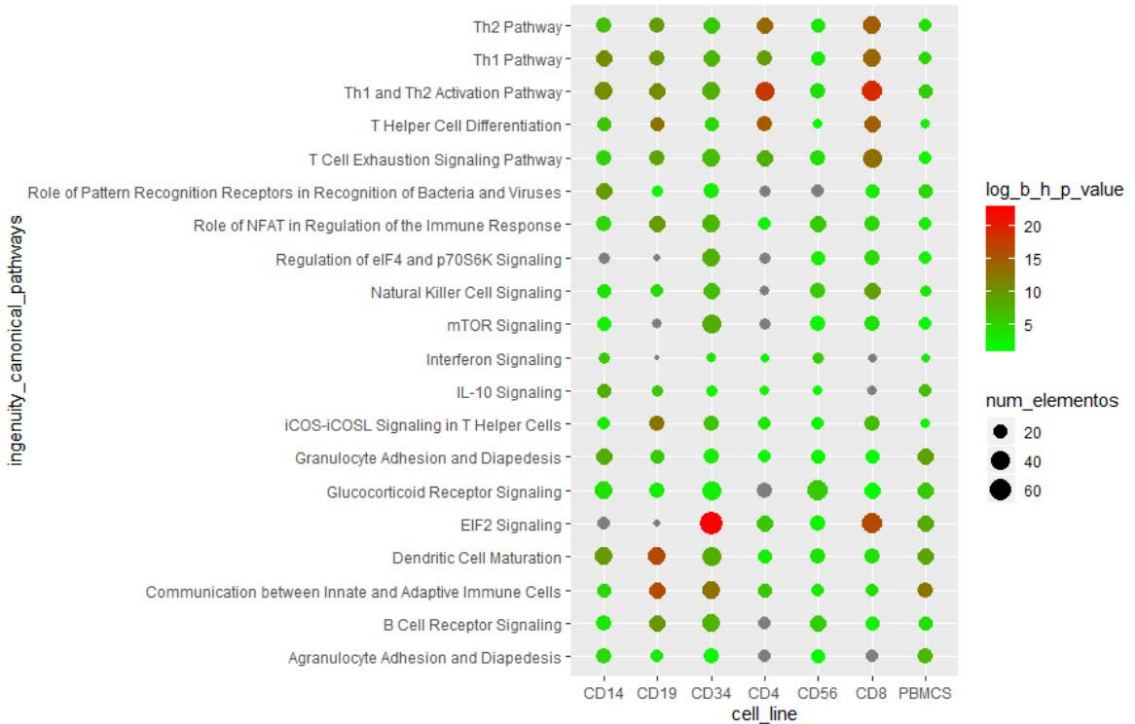 Th2 Pathway
Th1 Pathway
Th1 and Th2 Activation Pathway
T Helper Cell Differentiation
T Cell Exhaustion Signaling Pathway
Role of Pattern Recognition Receptors in Recognition of Bacteria and Viruses
Role of NFAT in Regulation of the Immune Response
Regulation of eIF4 and p70S6K Signaling
Natural Killer Cell Signaling
mTOR Signaling
Interferon Signaling
IL-10 Signaling
iCOS-iCOSL Signaling in T Helper Cells
Granulocyte Adhesion and Diapedesis
Glucocorticoid Receptor Signaling
EIF2 Signaling
Dendritic Cell Maturation
Communication between Innate and Adaptive Immune Cells
B Cell Receptor Signaling
Agranulocyte Adhesion and Diapedesis
ingenuity_canonical_pathways
CD14 CD19 CD34 CD4 CD56 CD8 PBMCS
cell_line
log_b_h_p_value
20
15
10
5
num_elementos
20
40
60